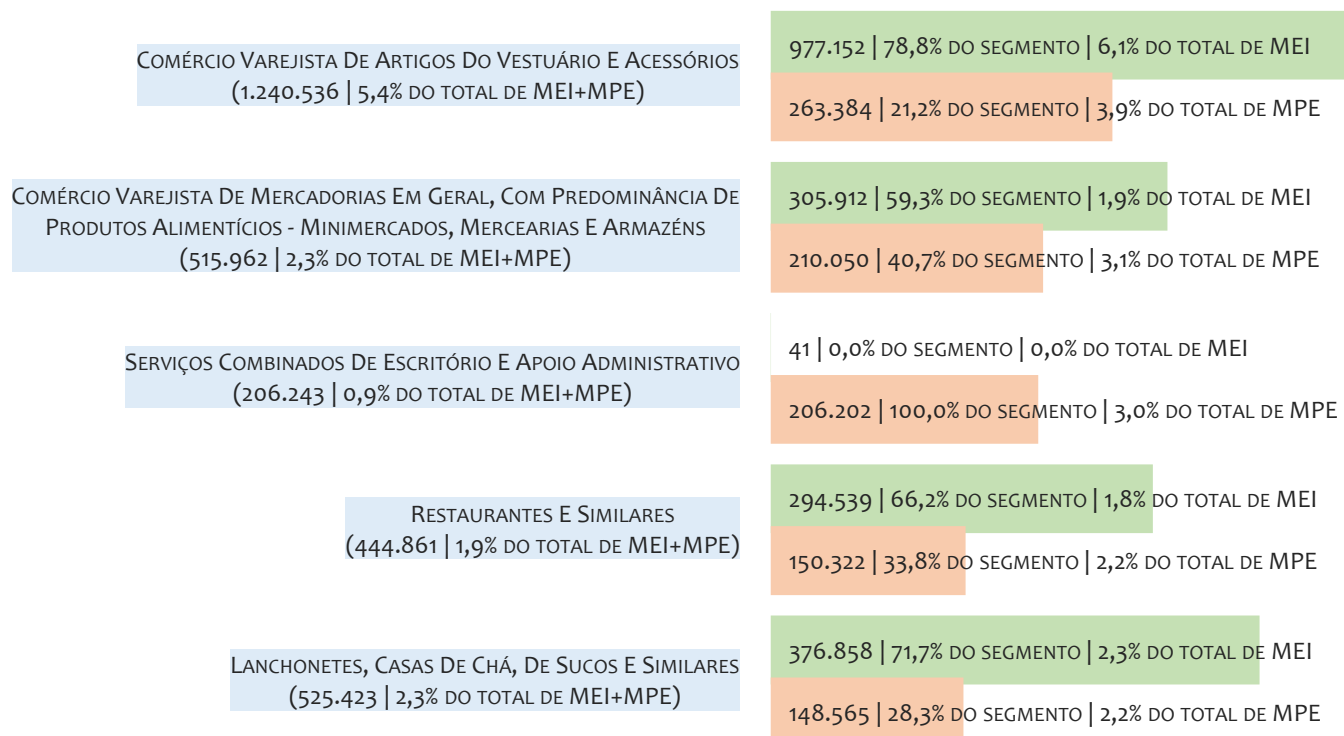 COMÉRCIO VAREJISTA DE ARTIGOS DO VESTUÁRIO E ACESSÓRIOS
(1.240.536 | 5,4% DO TOTAL DE MEI+MPE)
977.152 | 78,8% DO SEGMENTO | 6,1% DO TOTAL DE MEI
263.384 | 21,2% DO SEGMENTO | 3,9% DO TOTAL DE MPE
COMÉRCIO VAREJISTA DE MERCADORIAS EM GERAL, COM PREDOMINÂNCIA DE
PRODUTOS ALIMENTÍCIOS - MINIMERCADOS, MERCEARIAS E ARMAZÉNS
(515.962 | 2,3% DO TOTAL DE MEI+MPE)
305.912 | 59,3% DO SEGMENTO | 1,9% DO TOTAL DE MEI
210.050 | 40,7% DO SEGMENTO | 3,1% DO TOTAL DE MPE
SERVIÇOS COMBINADOS DE ESCRITÓRIO E APOIO ADMINISTRATIVO
(206.243 | 0,9% DO TOTAL DE MEI+MPE)
41 | 0,0% DO SEGMENTO | 0,0% DO TOTAL DE MEI
206.202 | 100,0% DO SEGMENTO | 3,0% DO TOTAL DE MPE
RESTAURANTES E SIMILARES
(444.861 | 1,9% DO TOTAL DE MEI+MPE)
294.539 | 66,2% DO SEGMENTO | 1,8% DO TOTAL DE MEI
150.322 | 33,8% DO SEGMENTO | 2,2% DO TOTAL DE MPE
LANCHONETES, CASAS DE CHÁ, DE SUCOS E SIMILARES
(525.423 | 2,3% DO TOTAL DE MEI+MPE)
376.858 | 71,7% DO SEGMENTO | 2,3% DO TOTAL DE MEI
148.565 | 28,3% DO SEGMENTO | 2,2% DO TOTAL DE MPE